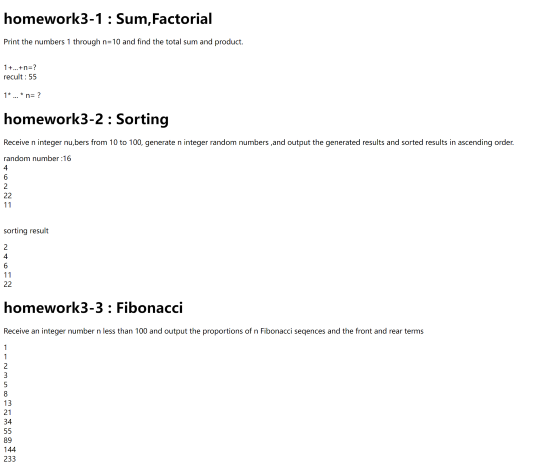 homework3-1 : Sum,Factorial
Print the numbers 1 through n=10 and find the total sum and product.
1+...+n=?
recult : 55
1* ... * n= ?
homework3-2 : Sorting
Receive n integer nu,bers from 10 to 100, generate n integer random numbers ,and output the generated results and sorted results in ascending order.
random number :16
4
6
2
22
11
sorting result
2
4
6
11
22
homework3-3 : Fibonacci
Receive an integer number n less than 100 and output the proportions of n Fibonacci seqences and the front and rear terms
1
1
2
3
5
8
13
21
34
55
89
144
233